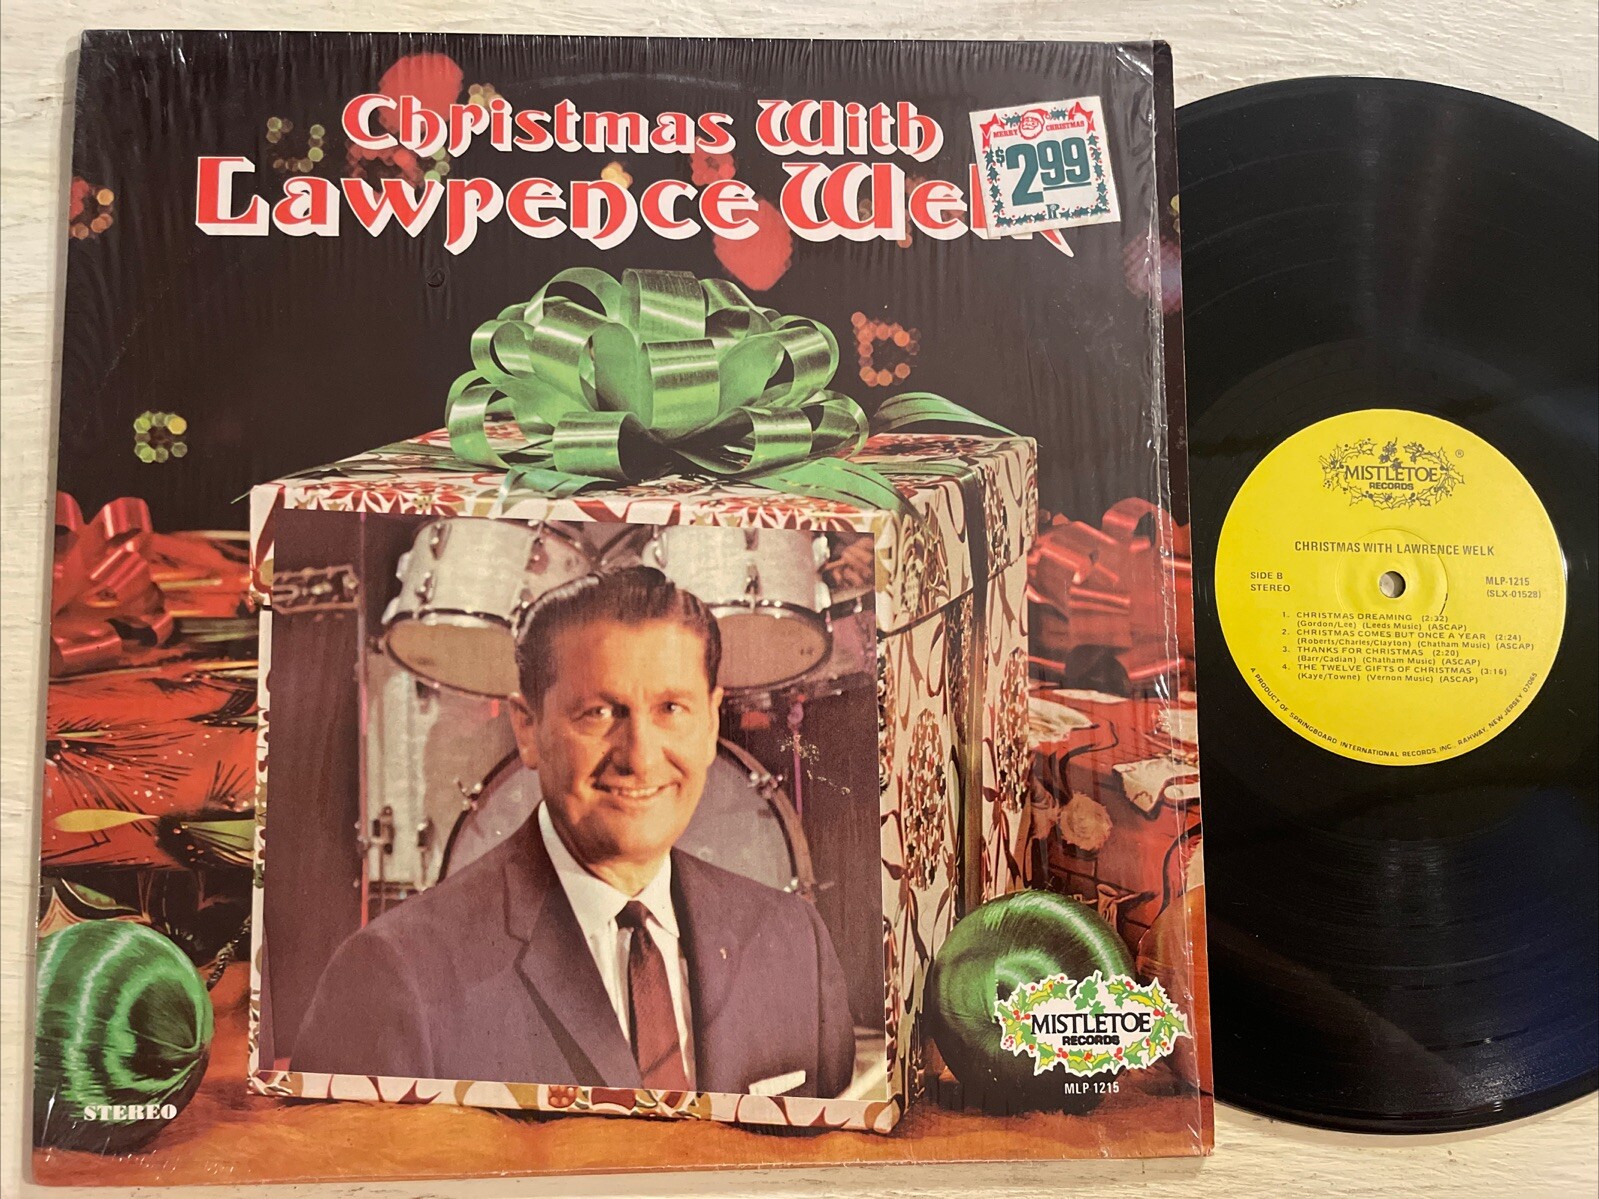 Christmas With
Lawrence Welk
MERRY CHRISTMAS
$2.99
MISTLETOE
RECORDS
MLP 1215
STEREO
MISTLETOE ®
RECORDS
CHRISTMAS WITH LAWRENCE WELK
SIDE B
STEREO
MLP-1215
(SLX-01528)
1. CHRISTMAS DREAMING (2:32)
(Gordon/Lee) (Leeds Music) (ASCAP)
2. CHRISTMAS COMES BUT ONCE A YEAR (2:24)
(Roberts/Charles/Clayton) (Chatham Music) (ASCAP)
3. THANKS FOR CHRISTMAS (2:20)
(Barr/Cadian) (Chatham Music) (ASCAP)
4. THE TWELVE GIFTS OF CHRISTMAS (3:16)
(Kaye/Towne) (Vernon Music) (ASCAP)
A PRODUCT OF SPRINGBOARD INTERNATIONAL RECORDS, INC., RAHWAY, NEW JERSEY 07065